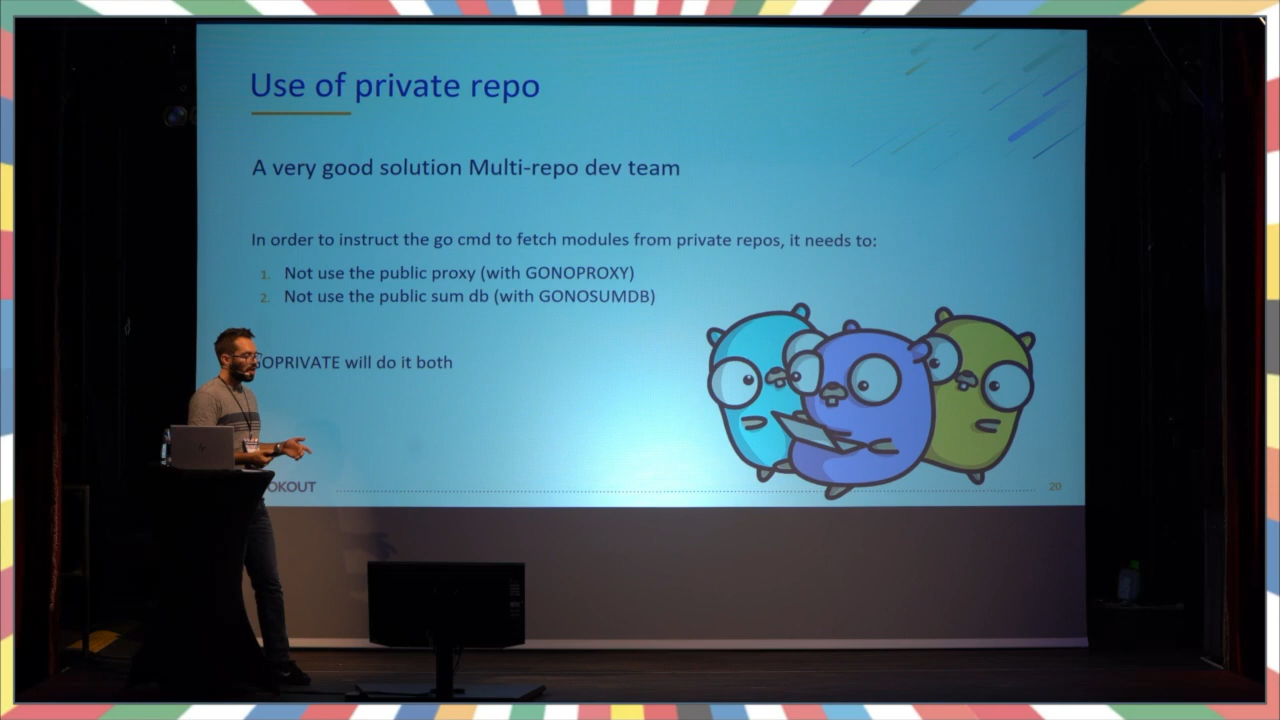 Use of private repo
A very good solution Multi-repo dev team
In order to instruct the go cmd to fetch modules from private repos, it needs to:
1. Not use the public proxy (with GONOPROXY)
2. Not use the public sum db (with GONOSUMDB)
OPRIVATE will do it both
OKOUT
20